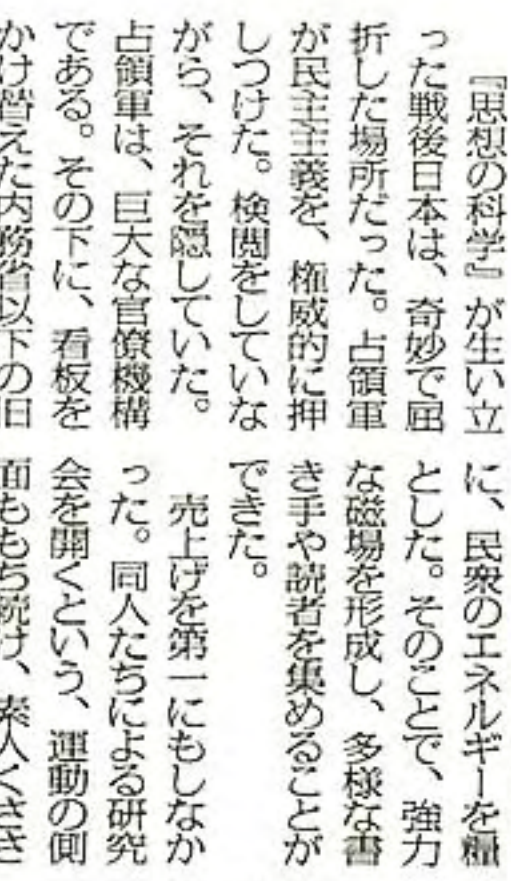 『思想の科学』が生い立
った戦後日本は、奇妙で屈
折した場所だった。占領軍
が民主主義を、権威的に押
しつけた。検閲をしていな
がら、それを隠していた。
占領軍は、巨大な官僚機構
である。その下に、看板を
かけ替えた内務省以下の旧
に、民衆のエネルギーを糧
とした。そのことで、強力
な磁場を形成し、多様な書
き手や読者を集めることが
できた。
売上げを第一にもしなか
った。同人たちによる研究
会を開くという、運動の側
面ももち続け、素人くささ